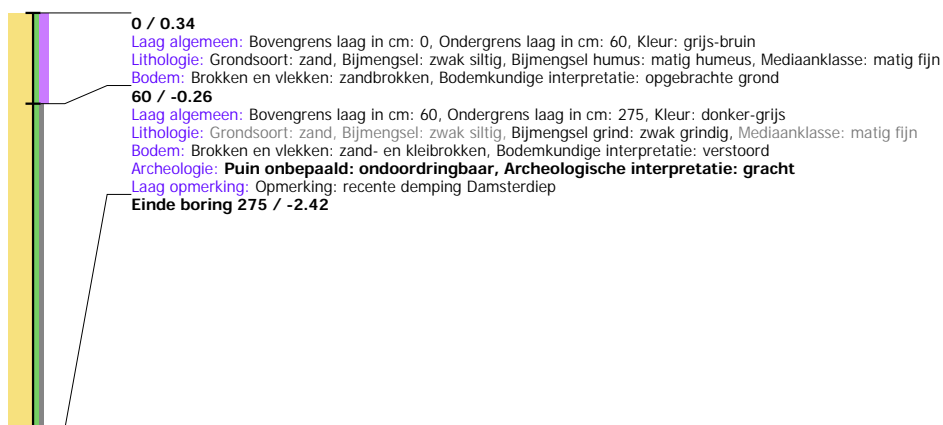 0 / 0.34
Laag algemeen: Bovengrens laag in cm: 0, Ondergrens laag in cm: 60, Kleur: grijs-bruin
Lithologie: Grondsoort: zand, Bijmengsel: zwak siltig, Bijmengsel humus: matig humeus, Mediaanklasse: matig fijn
Bodem: Brokken en vlekken: zandbrokken, Bodemkundige interpretatie: opgebrachte grond
60 / -0.26
Laag algemeen: Bovengrens laag in cm: 60, Ondergrens laag in cm: 275, Kleur: donker-grijs
Lithologie: Grondsoort: zand, Bijmengsel: zwak siltig, Bijmengsel grind: zwak grindig, Mediaanklasse: matig fijn
Bodem: Brokken en vlekken: zand- en kleibrokken, Bodemkundige interpretatie: verstoord
Archeologie: Puin onbepaald: ondoordringbaar, Archeologische interpretatie: gracht
Laag opmerking: Opmerking: recente demping Damsterdiep
Einde boring 275 / -2.42